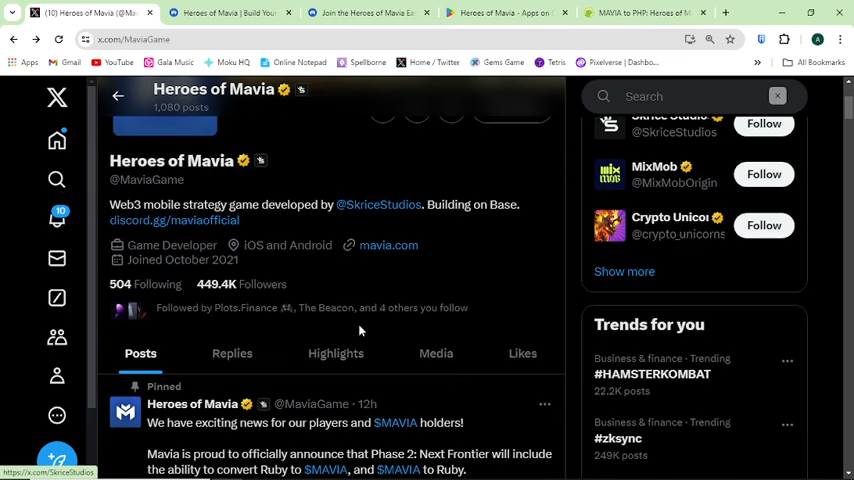 (10) Heroes of Mavia (@Ma
Heroes of Mavia | Build Your
Join the Heroes of Mavia Ea
Heroes of Mavia - Apps on G
MAVIA to PHP: Heroes of M
x.com/MaviaGame
A
Apps
Gmail
YouTube
Gala Music
Moku HQ
Online Notepad
Spellborne
Home / Twitter
Gems Game
Tetris
Pixelverse | Dashbo...
All Bookmarks
Heroes of Mavia
1,080 posts
Search
Heroes of Mavia
@MaviaGame
Web3 mobile strategy game developed by @SkriceStudios. Building on Base.
discord.gg/maviaofficial
Game Developer iOS and Android mavia.com
Joined October 2021
504 Following 449.4K Followers
Followed by Plots.Finance, The Beacon, and 4 others you follow
Posts Replies Highlights Media Likes
Pinned
Heroes of Mavia @MaviaGame · 12h
We have exciting news for our players and $MAVIA holders!
Mavia is proud to officially announce that Phase 2: Next Frontier will include
the ability to convert Ruby to $MAVIA, and $MAVIA to Ruby.
10
Skrice Studio
@SkriceStudios
Follow
MixMob
@MixMobOrigin
Follow
Crypto Unicor
@crypto_unicorns
Follow
Show more
Trends for you
Business & finance · Trending
#HAMSTERKOMBAT
22.2K posts
Business & finance · Trending
#zksync
249K posts
https://x.com/SkriceStudios